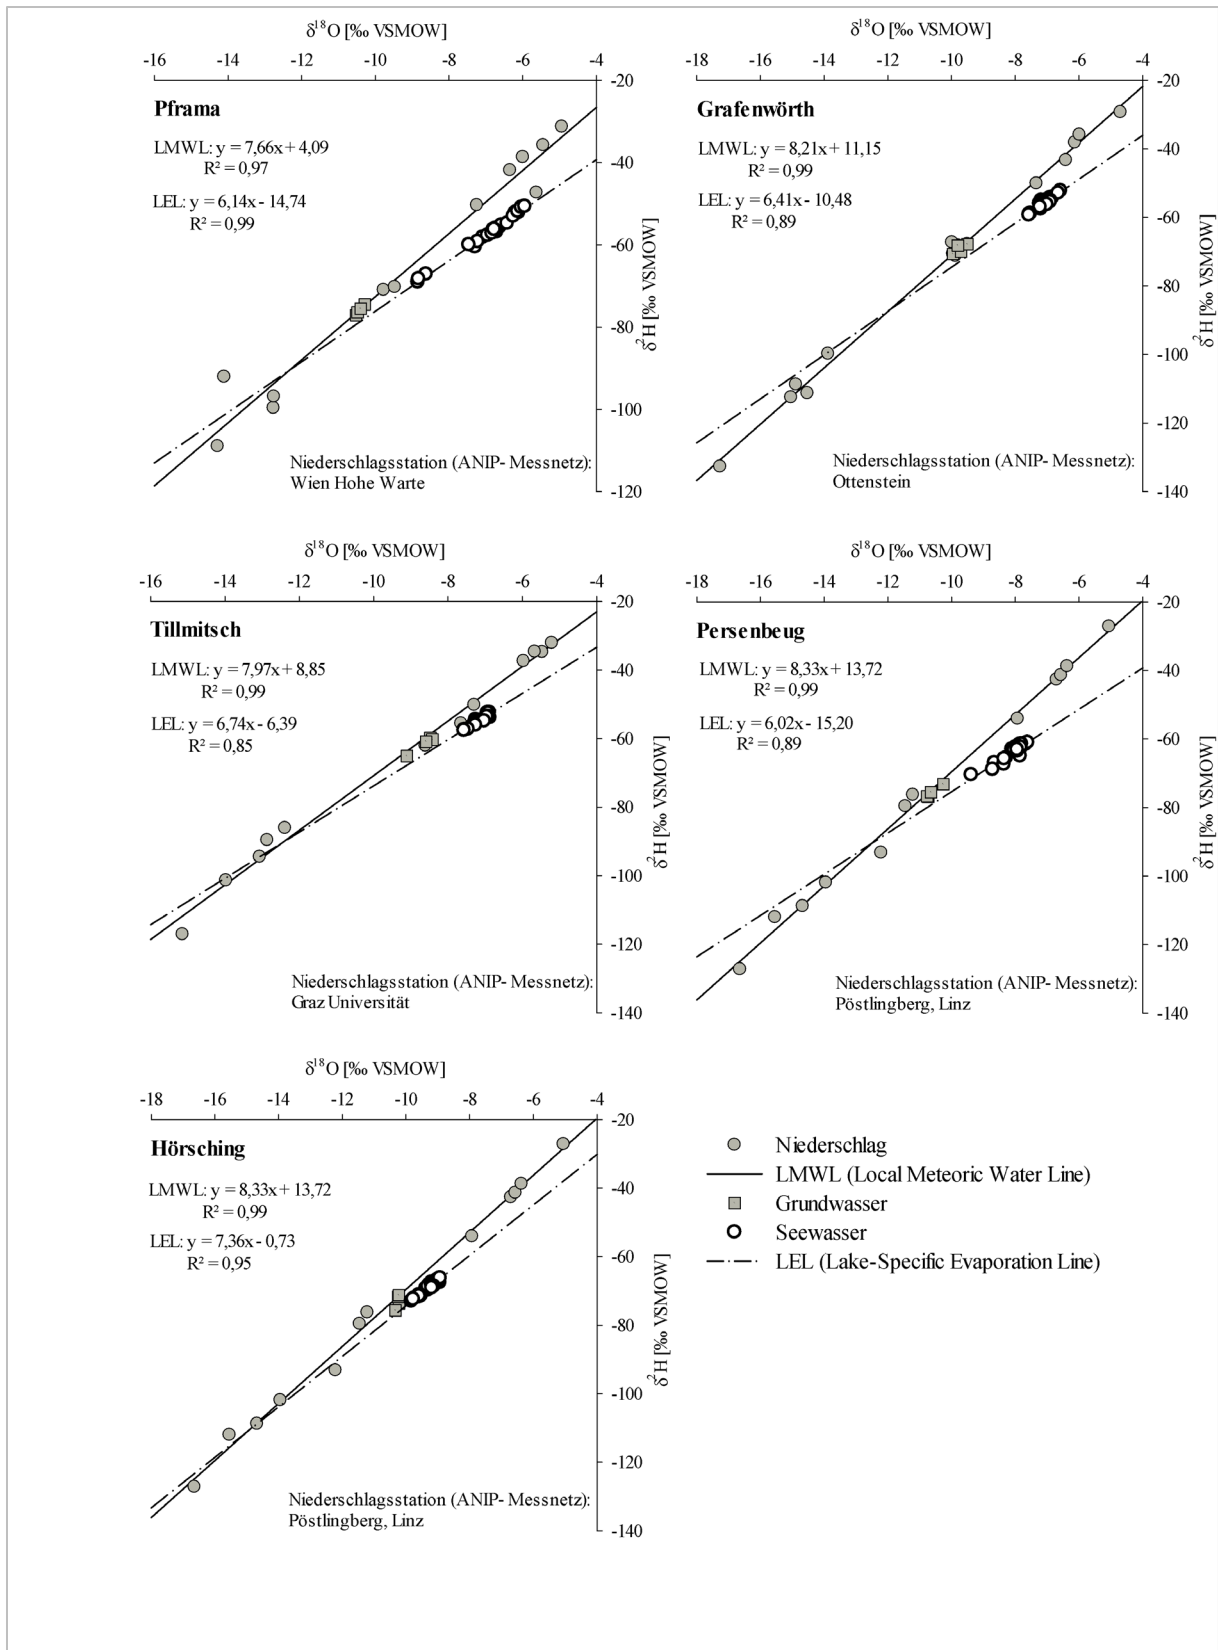 δ¹⁸O [‰ VSMOW]
-16 -14 -12 -10 -8 -6 -4
-20
-40
-60
-80
-100
-120
δ²H [‰ VSMOW]
Pframa
LMWL: y = 7,66x + 4,09
R² = 0,97
LEL: y = 6,14x - 14,74
R² = 0,99
Niederschlagsstation (ANIP- Messnetz):
Wien Hohe Warte
δ¹⁸O [‰ VSMOW]
-18 -16 -14 -12 -10 -8 -6 -4
-20
-40
-60
-80
-100
-120
-140
δ²H [‰ VSMOW]
Grafenwörth
LMWL: y = 8,21x + 11,15
R² = 0,99
LEL: y = 6,41x - 10,48
R² = 0,89
Niederschlagsstation (ANIP- Messnetz):
Ottenstein
δ¹⁸O [‰ VSMOW]
-16 -14 -12 -10 -8 -6 -4
-20
-40
-60
-80
-100
-120
-140
δ²H [‰ VSMOW]
Tillmitsch
LMWL: y = 7,97x + 8,85
R² = 0,99
LEL: y = 6,74x - 6,39
R² = 0,85
Niederschlagsstation (ANIP- Messnetz):
Graz Universität
δ¹⁸O [‰ VSMOW]
-18 -16 -14 -12 -10 -8 -6 -4
-20
-40
-60
-80
-100
-120
-140
δ²H [‰ VSMOW]
Persenbeug
LMWL: y = 8,33x + 13,72
R² = 0,99
LEL: y = 6,02x - 15,20
R² = 0,89
Niederschlagsstation (ANIP- Messnetz):
Pöstlingberg, Linz
δ¹⁸O [‰ VSMOW]
-18 -16 -14 -12 -10 -8 -6 -4
-20
-40
-60
-80
-100
-120
-140
δ²H [‰ VSMOW]
Hörsching
LMWL: y = 8,33x + 13,72
R² = 0,99
LEL: y = 7,36x - 0,73
R² = 0,95
Niederschlagsstation (ANIP- Messnetz):
Pöstlingberg, Linz
Niederschlag
LMWL (Local Meteoric Water Line)
Grundwasser
Seewasser
LEL (Lake-Specific Evaporation Line)